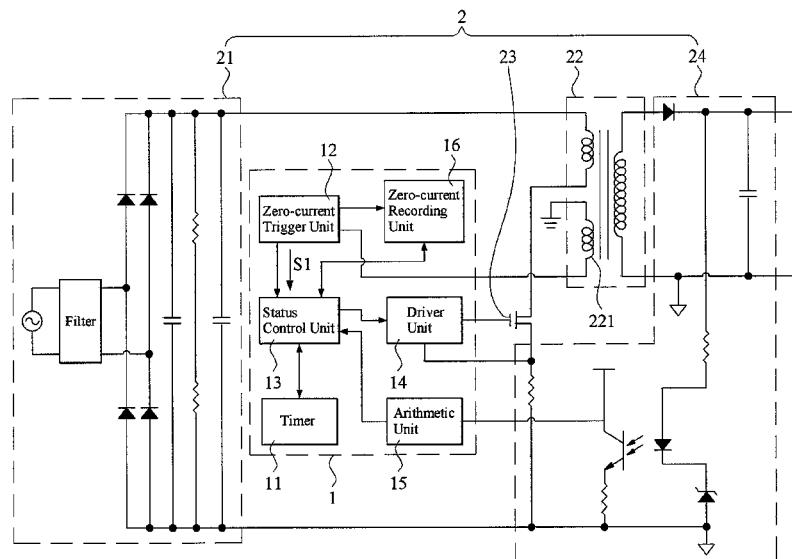 2
21
23
22
24
12
16
Zero-current
Trigger Unit
Zero-current
Recording
Unit
S1
221
Filter
Status
Control Unit
Driver
Unit
13
14
Timer
Arithmetic
Unit
11
1
15